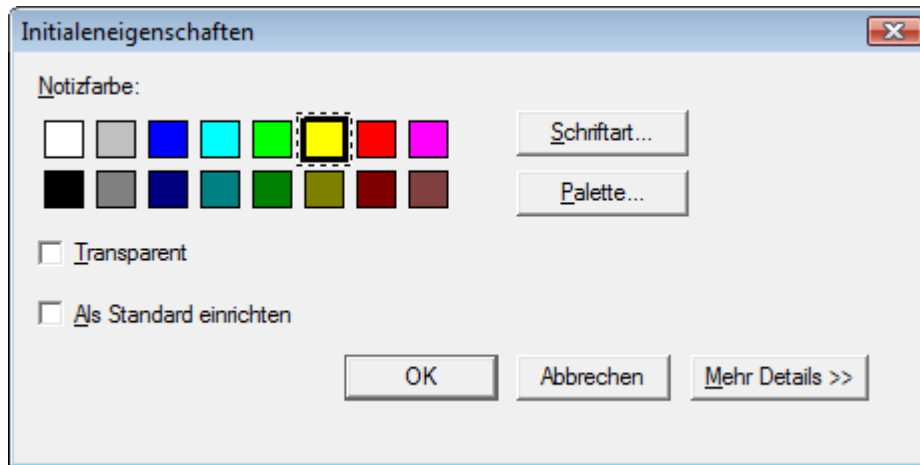 Initialeneigenschaften
Notizfarbe:
Schriftart...
Palette...
Transparent
Als Standard einrichten
OK
Abbrechen
Mehr Details >>